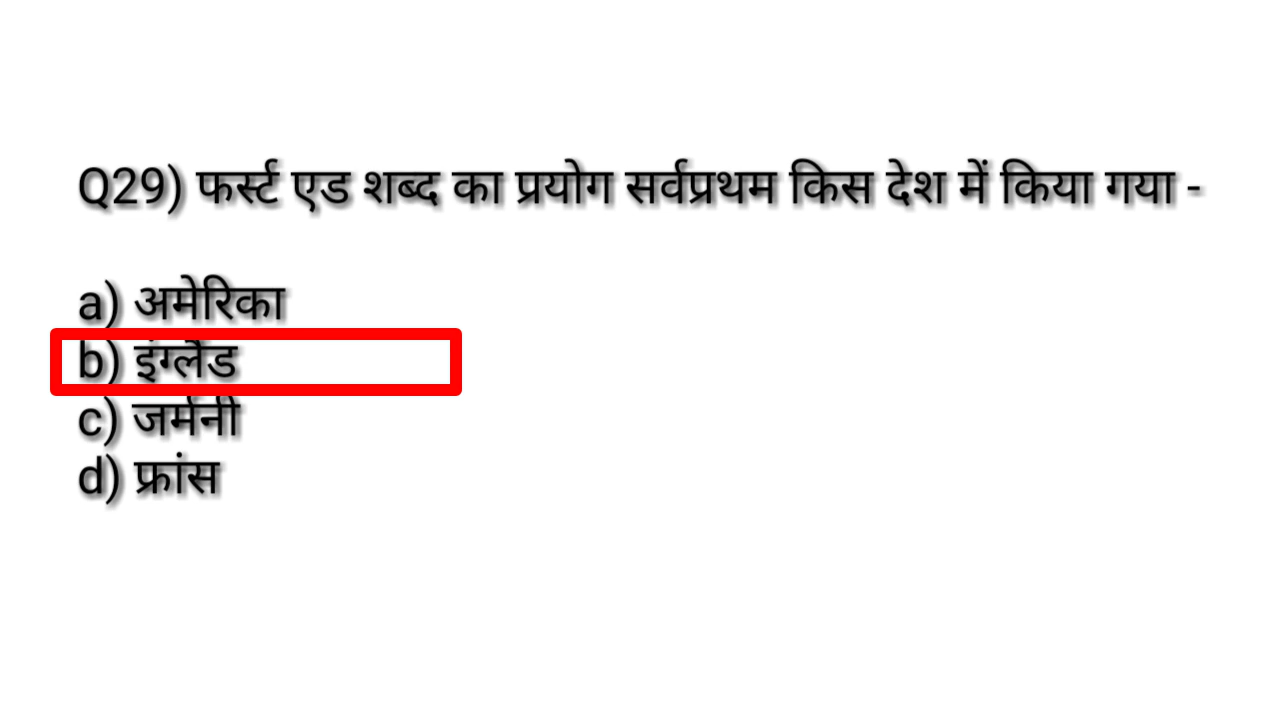 Q29) फर्स्ट एड शब्द का प्रयोग सर्वप्रथम किस देश में किया गया -
a) अमेरिका
b) इंग्लैंड
c) जर्मनी
d) फ्रांस